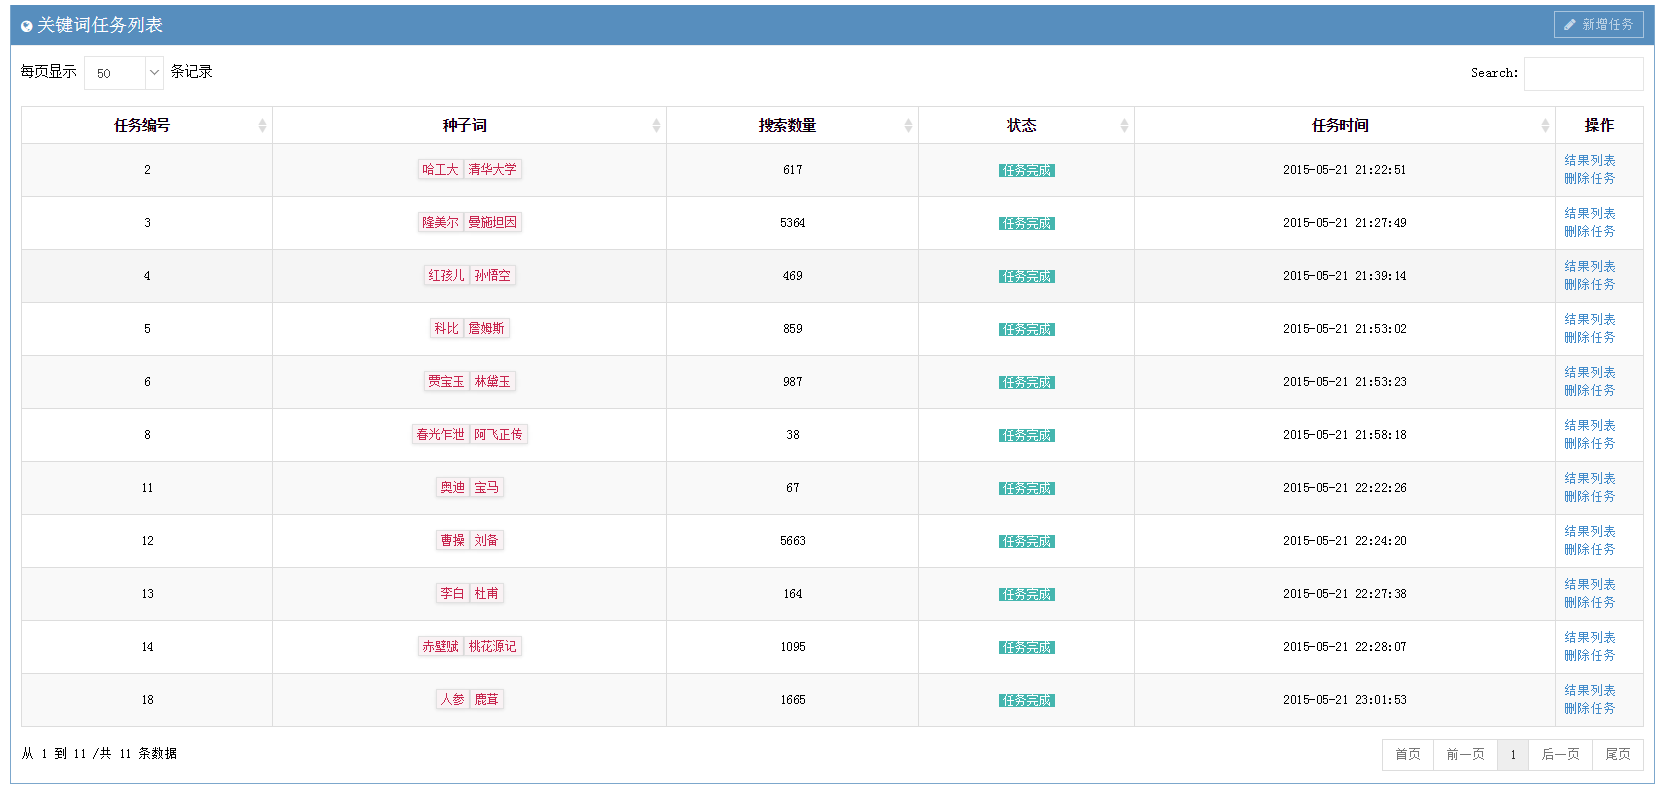 关键词任务列表 新增任务
每页显示 50 条记录 Search:
任务编号 种子词 搜索数量 状态 任务时间 操作
2 哈工大 清华大学 617 任务完成 2015-05-21 21:22:51 结果列表
删除任务
3 隆美尔 曼施坦因 5364 任务完成 2015-05-21 21:27:49 结果列表
删除任务
4 红孩儿 孙悟空 469 任务完成 2015-05-21 21:39:14 结果列表
删除任务
5 科比 詹姆斯 859 任务完成 2015-05-21 21:53:02 结果列表
删除任务
6 贾宝玉 林黛玉 987 任务完成 2015-05-21 21:53:23 结果列表
删除任务
8 春光乍泄 阿飞正传 38 任务完成 2015-05-21 21:58:18 结果列表
删除任务
11 奥迪 宝马 67 任务完成 2015-05-21 22:22:26 结果列表
删除任务
12 曹操 刘备 5663 任务完成 2015-05-21 22:24:20 结果列表
删除任务
13 李白 杜甫 164 任务完成 2015-05-21 22:27:38 结果列表
删除任务
14 赤壁赋 桃花源记 1095 任务完成 2015-05-21 22:28:07 结果列表
删除任务
18 人参 鹿茸 1665 任务完成 2015-05-21 23:01:53 结果列表
删除任务
从 1 到 11 /共 11 条数据 首页 前一页 1 后一页 尾页